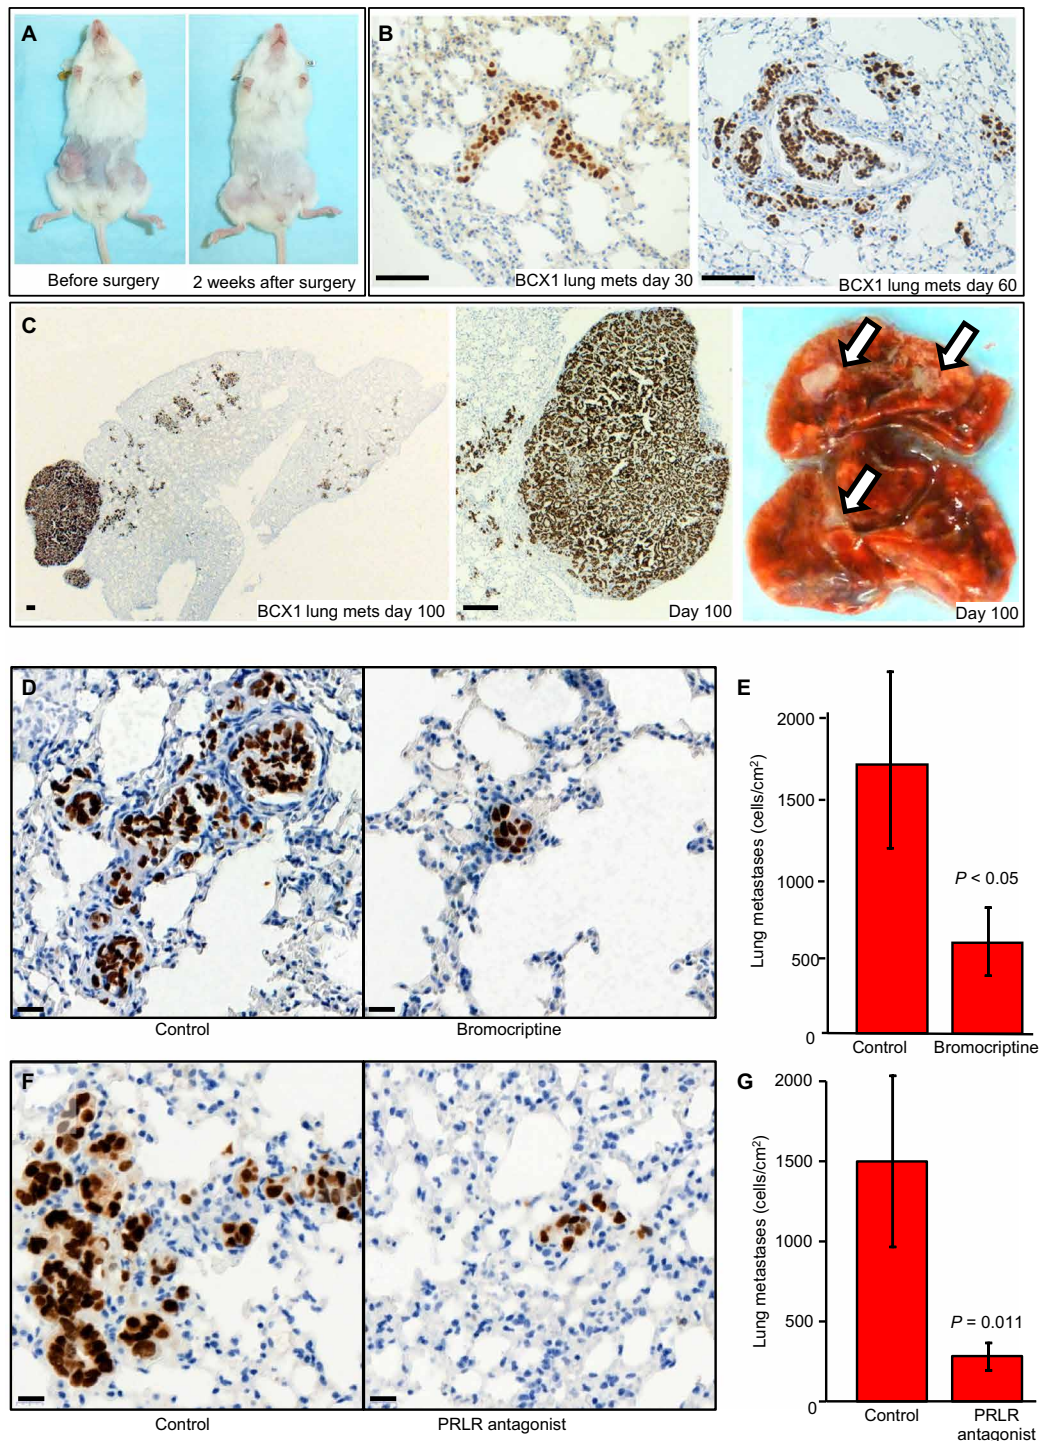 A
Before surgery
2 weeks after surgery
B
BCX1 lung mets day 30
BCX1 lung mets day 60
C
BCX1 lung mets day 100
Day 100
Day 100
D
Control
Bromocriptine
E
Lung metastases (cells/cm²)
2000
1500
1000
500
0
P < 0.05
Control
Bromocriptine
F
Control
PRLR antagonist
G
Lung metastases (cells/cm²)
2000
1500
1000
500
0
P = 0.011
Control
PRLR
antagonist